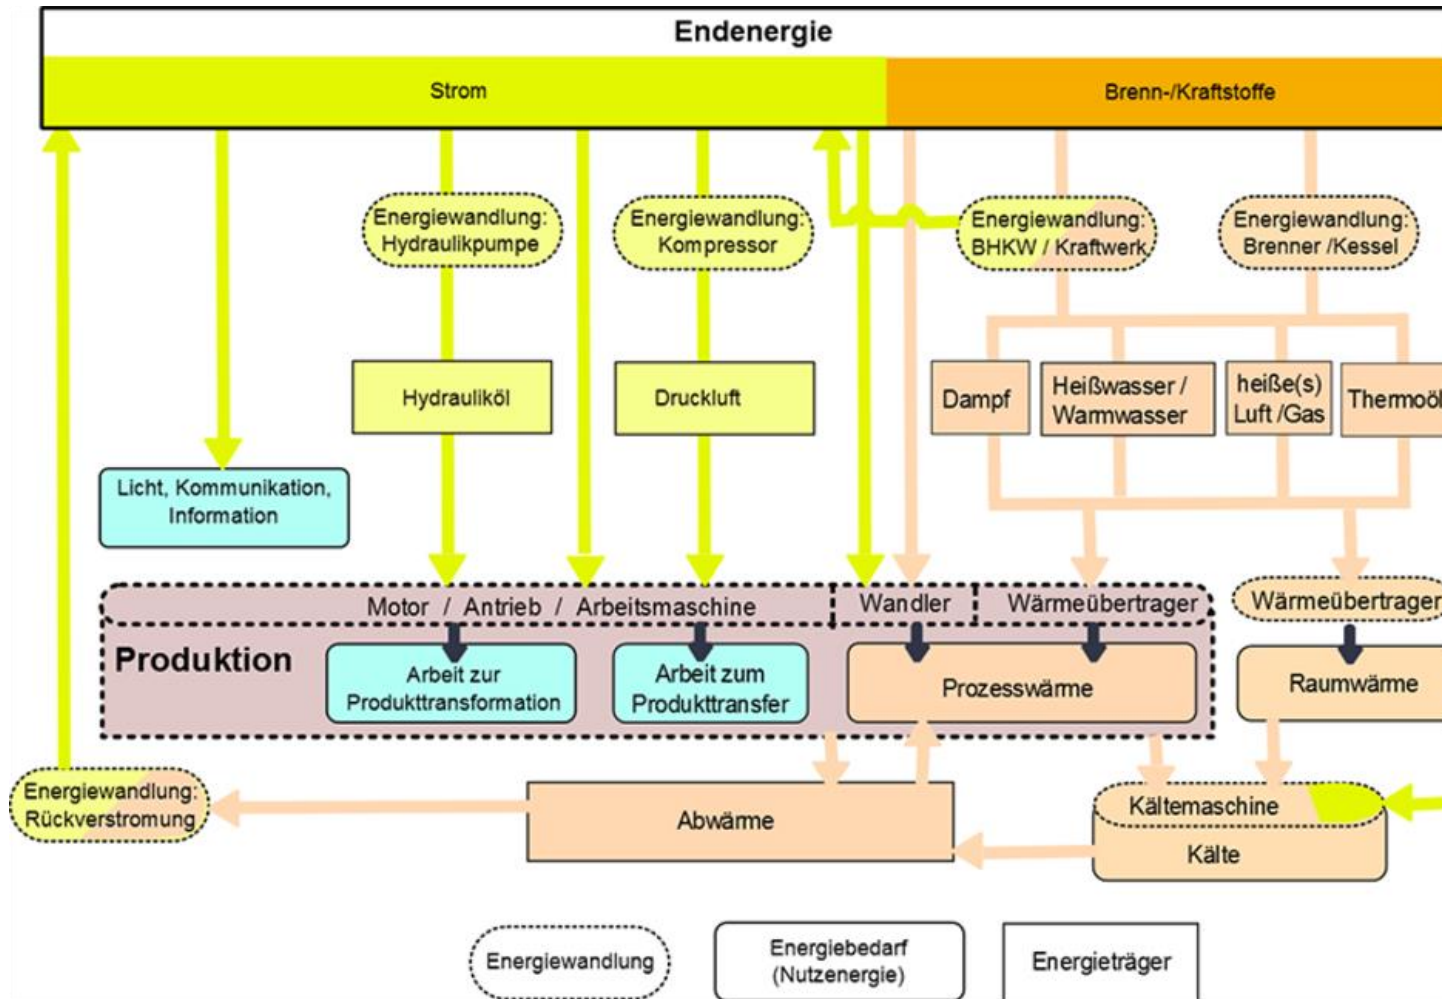 Endenergie
Strom
Brenn-/Kraftstoffe
Energiewandlung:
Hydraulikpumpe
Energiewandlung:
Kompressor
Energiewandlung:
BHKW / Kraftwerk
Energiewandlung:
Brenner /Kessel
Hydrauliköl
Druckluft
Dampf
Heißwasser /
Warmwasser
heiße(s)
Luft /Gas
Thermoöl
Licht, Kommunikation,
Information
Motor / Antrieb / Arbeitsmaschine
Wandler
Wärmeübertrager
Wärmeübertrager
Produktion
Arbeit zur
Produkttransformation
Arbeit zum
Produkttransfer
Prozesswärme
Raumwärme
Energiewandlung:
Rückverstromung
Abwärme
Kältemaschine
Kälte
Energiewandlung
Energiebedarf
(Nutzenergie)
Energieträger